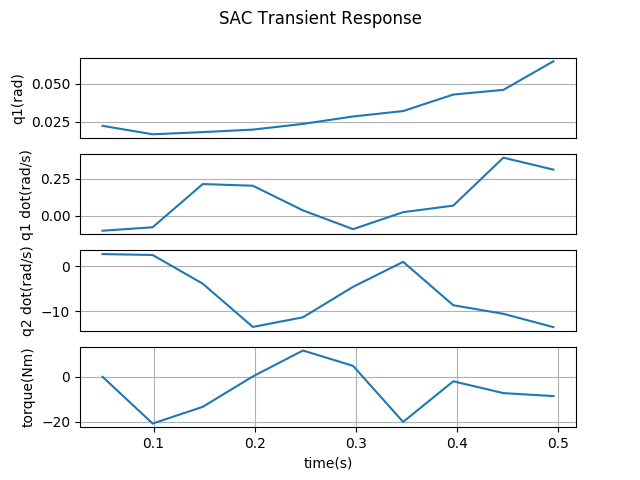 SAC Transient Response
0.050
0.025
q1(rad)
0.25
0.00
q1 dot(rad/s)
0
−10
q2 dot(rad/s)
0
−20
torque(Nm)
0.1 0.2 0.3 0.4 0.5
time(s)